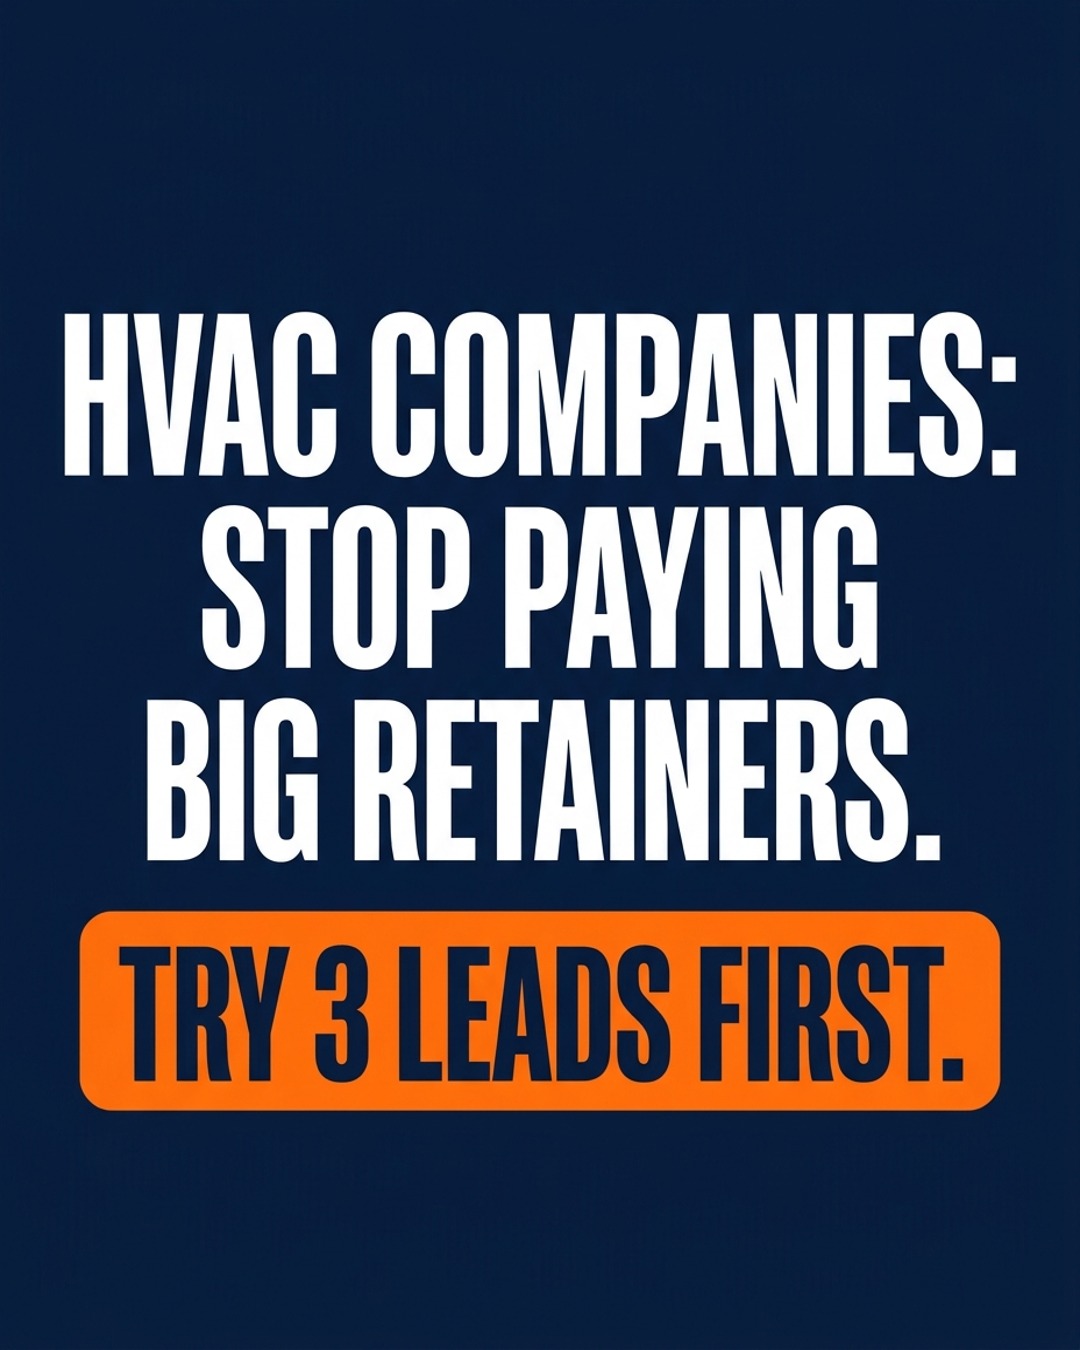 HVAC COMPANIES:
STOP PAYING
BIG RETAINERS.
TRY 3 LEADS FIRST.